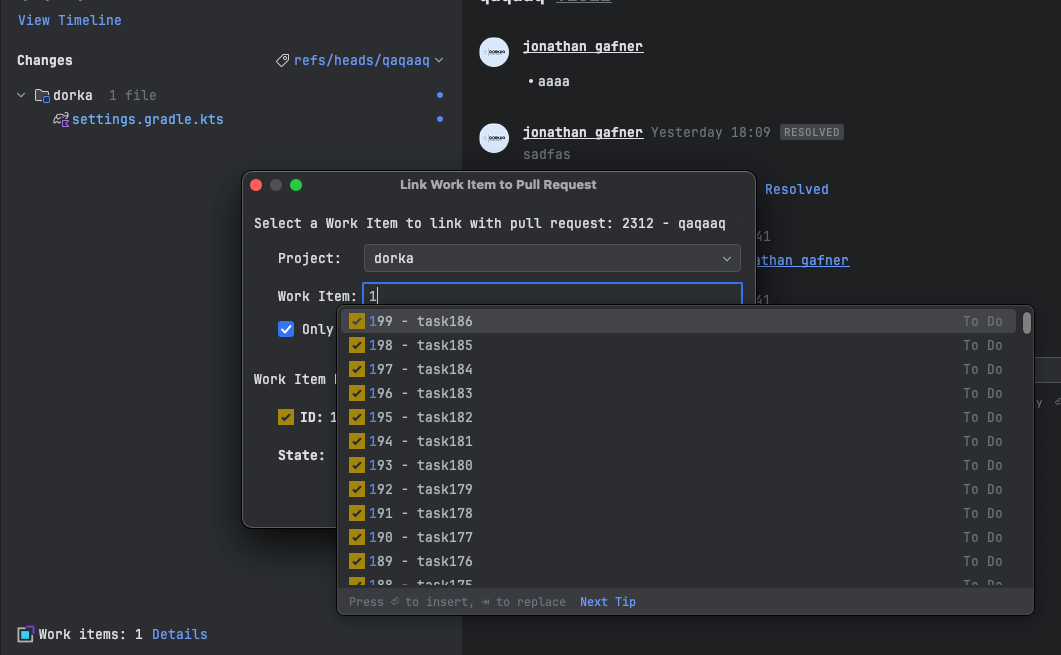 View Timeline
Changes
refs/heads/qaqaaq
dorka 1 file
settings.gradle.kts
jonathan gafner
• aaaa
jonathan gafner Yesterday 18:09 RESOLVED
sadfas
Resolved
41
athan gafner
41
Link Work Item to Pull Request
Select a Work Item to link with pull request: 2312 - qaqaaq
Project: dorka
Work Item: 1
Only
Work Item
ID: 1
State:
199 - task186 To Do
198 - task185 To Do
197 - task184 To Do
196 - task183 To Do
195 - task182 To Do
194 - task181 To Do
193 - task180 To Do
192 - task179 To Do
191 - task178 To Do
190 - task177 To Do
189 - task176 To Do
188 - task175 To Do
Press ⏎ to insert, ⇥ to replace Next Tip
Work items: 1 Details